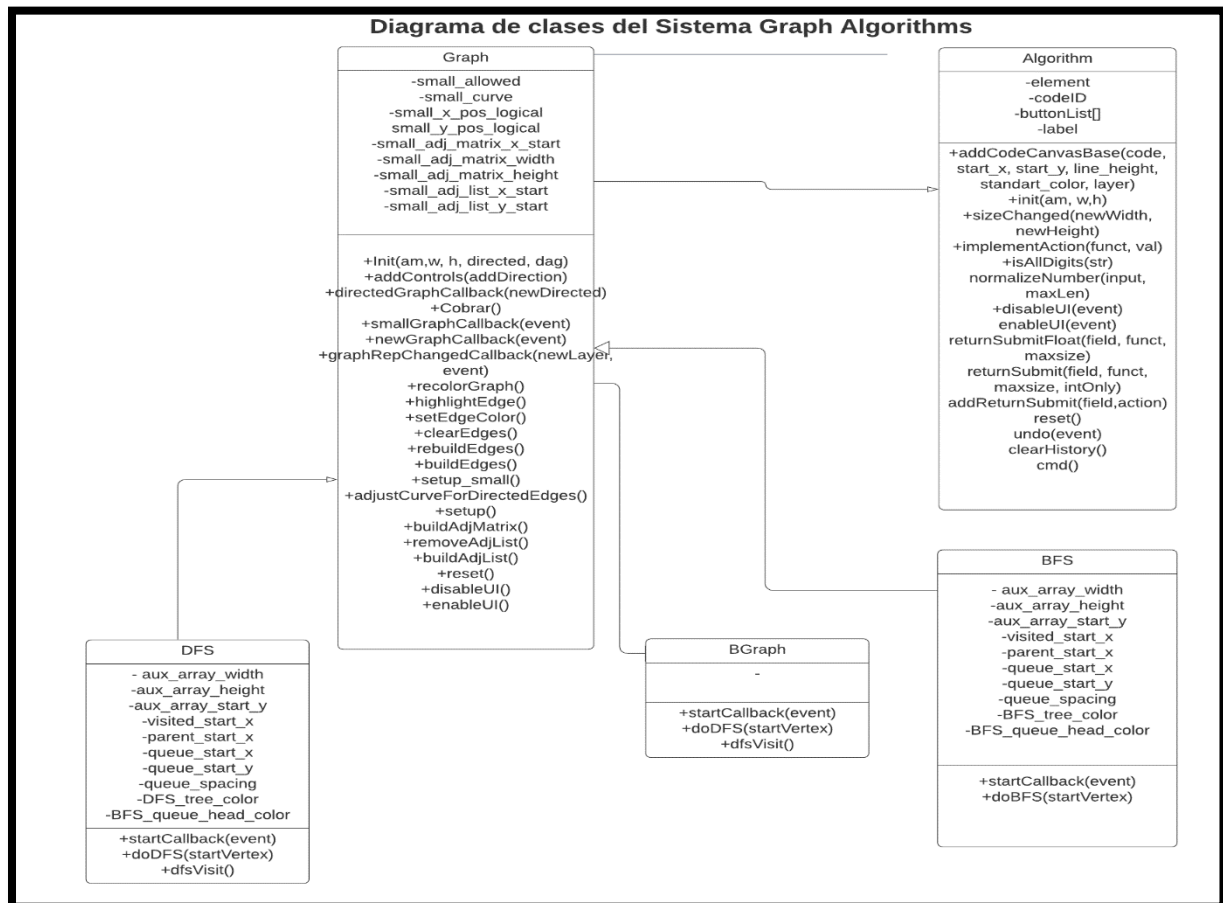 Diagrama de clases del Sistema Graph Algorithms
Graph
-small_allowed
-small_curve
-small_x_pos_logical
small_y_pos_logical
-small_adj_matrix_x_start
-small_adj_matrix_width
-small_adj_matrix_height
-small_adj_list_x_start
-small_adj_list_y_start
+Init(am,w, h, directed, dag)
+addControls(addDirection)
+directedGraphCallback(newDirected)
+Cobrar()
+smallGraphCallback(event)
+newGraphCallback(event)
+graphRepChangedCallback(newLayer,
event)
+recolorGraph()
+highlightEdge()
+setEdgeColor()
+clearEdges()
+rebuildEdges()
+buildEdges()
+setup_small()
+adjustCurveForDirectedEdges()
+setup()
+buildAdjMatrix()
+removeAdjList()
+buildAdjList()
+reset()
+disableUI()
+enableUI()
Algorithm
-element
-codeID
-buttonList[]
-label
+addCodeCanvasBase(code,
start_x, start_y, line_height,
standart_color, layer)
+init(am, w,h)
+sizeChanged(newWidth,
newHeight)
+implementAction(funct, val)
+isAllDigits(str)
normalizeNumber(input,
maxLen)
+disableUI(event)
enableUI(event)
returnSubmitFloat(field, funct,
maxsize)
returnSubmit(field, funct,
maxsize, intOnly)
addReturnSubmit(field,action)
reset()
undo(event)
clearHistory()
cmd()
DFS
- aux_array_width
-aux_array_height
-aux_array_start_y
-visited_start_x
-parent_start_x
-queue_start_x
-queue_start_y
-queue_spacing
-DFS_tree_color
-BFS_queue_head_color
+startCallback(event)
+doDFS(startVertex)
+dfsVisit()
BGraph
-
+startCallback(event)
+doDFS(startVertex)
+dfsVisit()
BFS
- aux_array_width
-aux_array_height
-aux_array_start_y
-visited_start_x
-parent_start_x
-queue_start_x
-queue_start_y
-queue_spacing
-BFS_tree_color
-BFS_queue_head_color
+startCallback(event)
+doBFS(startVertex)